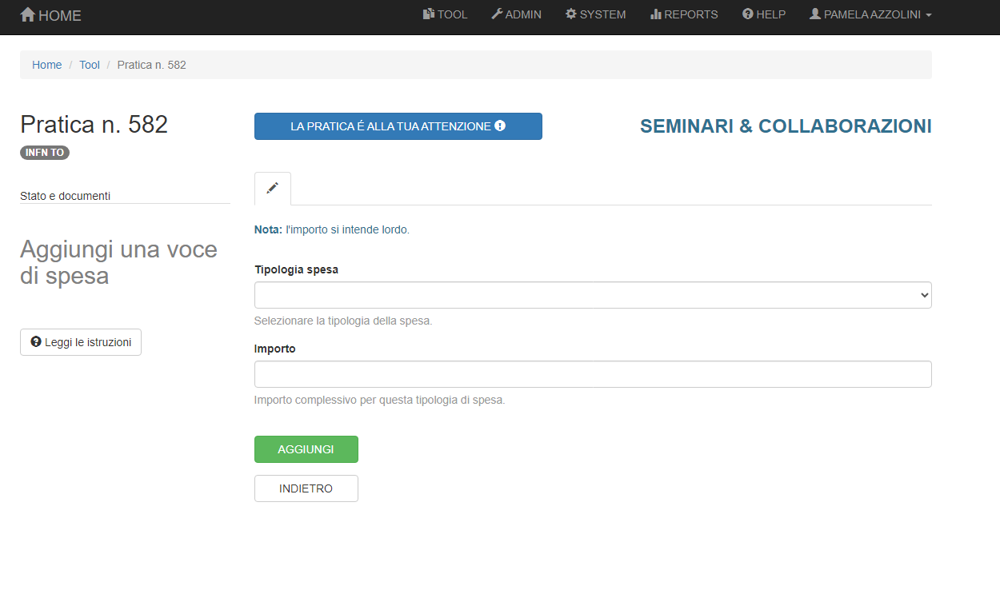 HOME TOOL ADMIN SYSTEM REPORTS HELP PAMELA AZZOLINI
Home / Tool / Pratica n. 582
Pratica n. 582
LA PRATICA É ALLA TUA ATTENZIONE
SEMINARI & COLLABORAZIONI
INFN TO
Stato e documenti
Aggiungi una voce
di spesa
Leggi le istruzioni
Nota: l'importo si intende lordo.
Tipologia spesa
Selezionare la tipologia della spesa.
Importo
Importo complessivo per questa tipologia di spesa.
AGGIUNGI
INDIETRO